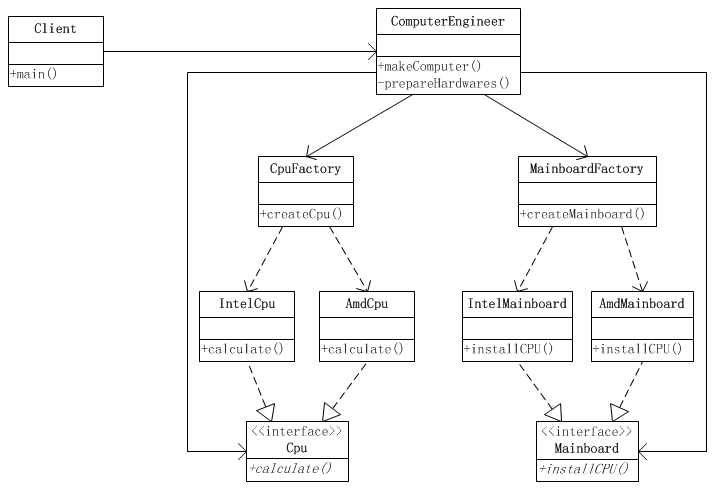 Client
+main()
ComputerEngineer
+makeComputer()
-prepareHardwares()
CpuFactory
+createCpu()
MainboardFactory
+createMainboard()
IntelCpu
+calculate()
AmdCpu
+calculate()
IntelMainboard
+installCPU()
AmdMainboard
+installCPU()
<<interface>>
Cpu
+calculate()
<<interface>>
Mainboard
+installCPU()